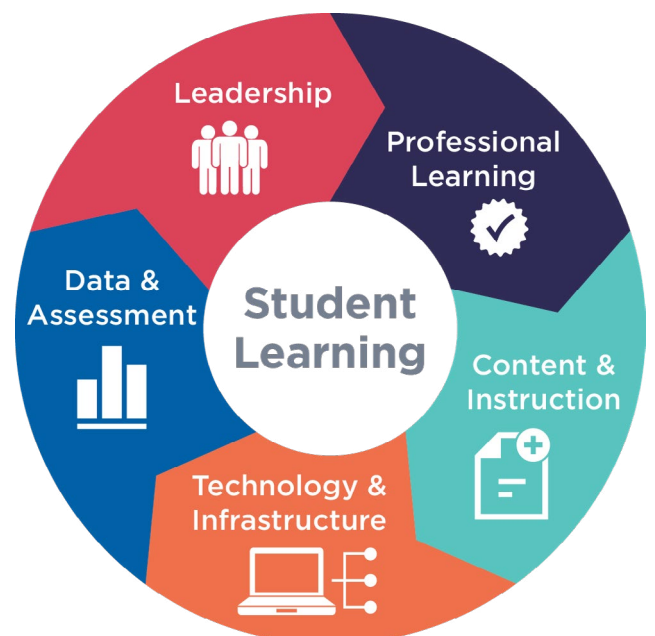 Leadership
Professional
Learning
Content &
Instruction
Technology &
Infrastructure
Data &
Assessment
Student
Learning